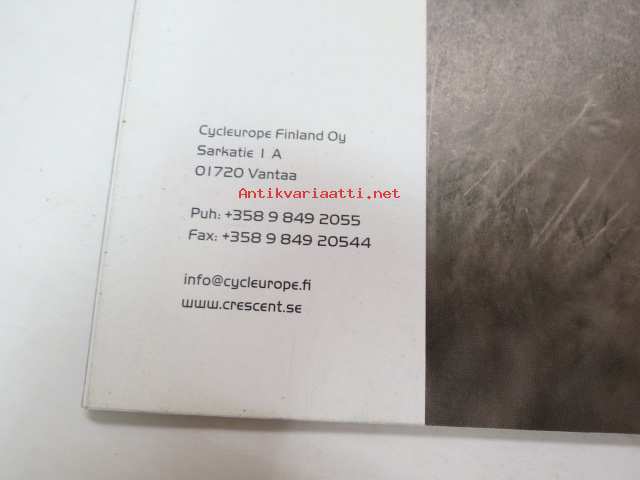 Cycleurope Finland Oy
Sarkatie 1 A
01720 Vantaa
Antikvariaatti.net
Puh: +358 9 849 2055
Fax: +358 9 849 20544
info@cycleurope.fi
www.crescent.se